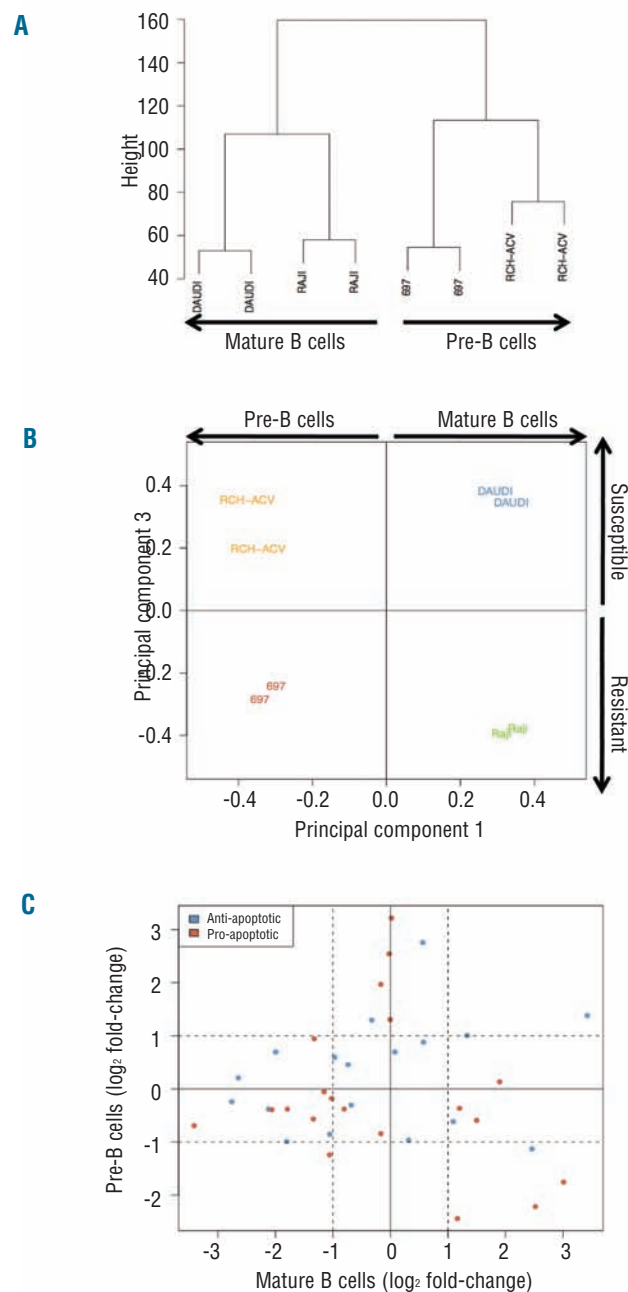 A
160
140
120
100
80
60
40
Height
DAUDI
DAUDI
RAJI
RAJI
697
697
RCH-ACV
RCH-ACV
Mature B cells
Pre-B cells
B
Pre-B cells
Mature B cells
Principal component 3
0.4
0.2
0.0
-0.2
-0.4
RCH-ACV
RCH-ACV
DAUDI
DAUDI
697
697
Raji
Raji
Susceptible
Resistant
-0.4
-0.2
0.0
0.2
0.4
Principal component 1
C
Anti-apoptotic
Pro-apoptotic
Pre-B cells (log₂ fold-change)
3
2
1
0
-1
-2
-3
-2
-1
0
1
2
3
Mature B cells (log₂ fold-change)